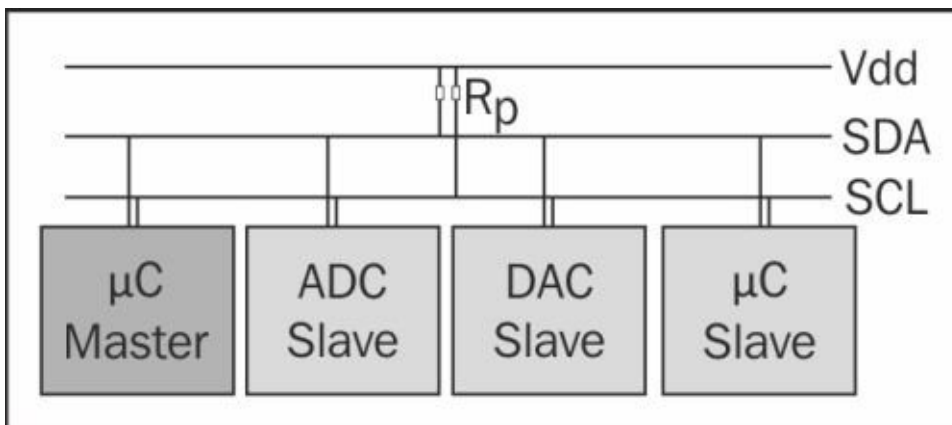 Vdd
Rp
SDA
SCL
µC
Master
ADC
Slave
DAC
Slave
µC
Slave